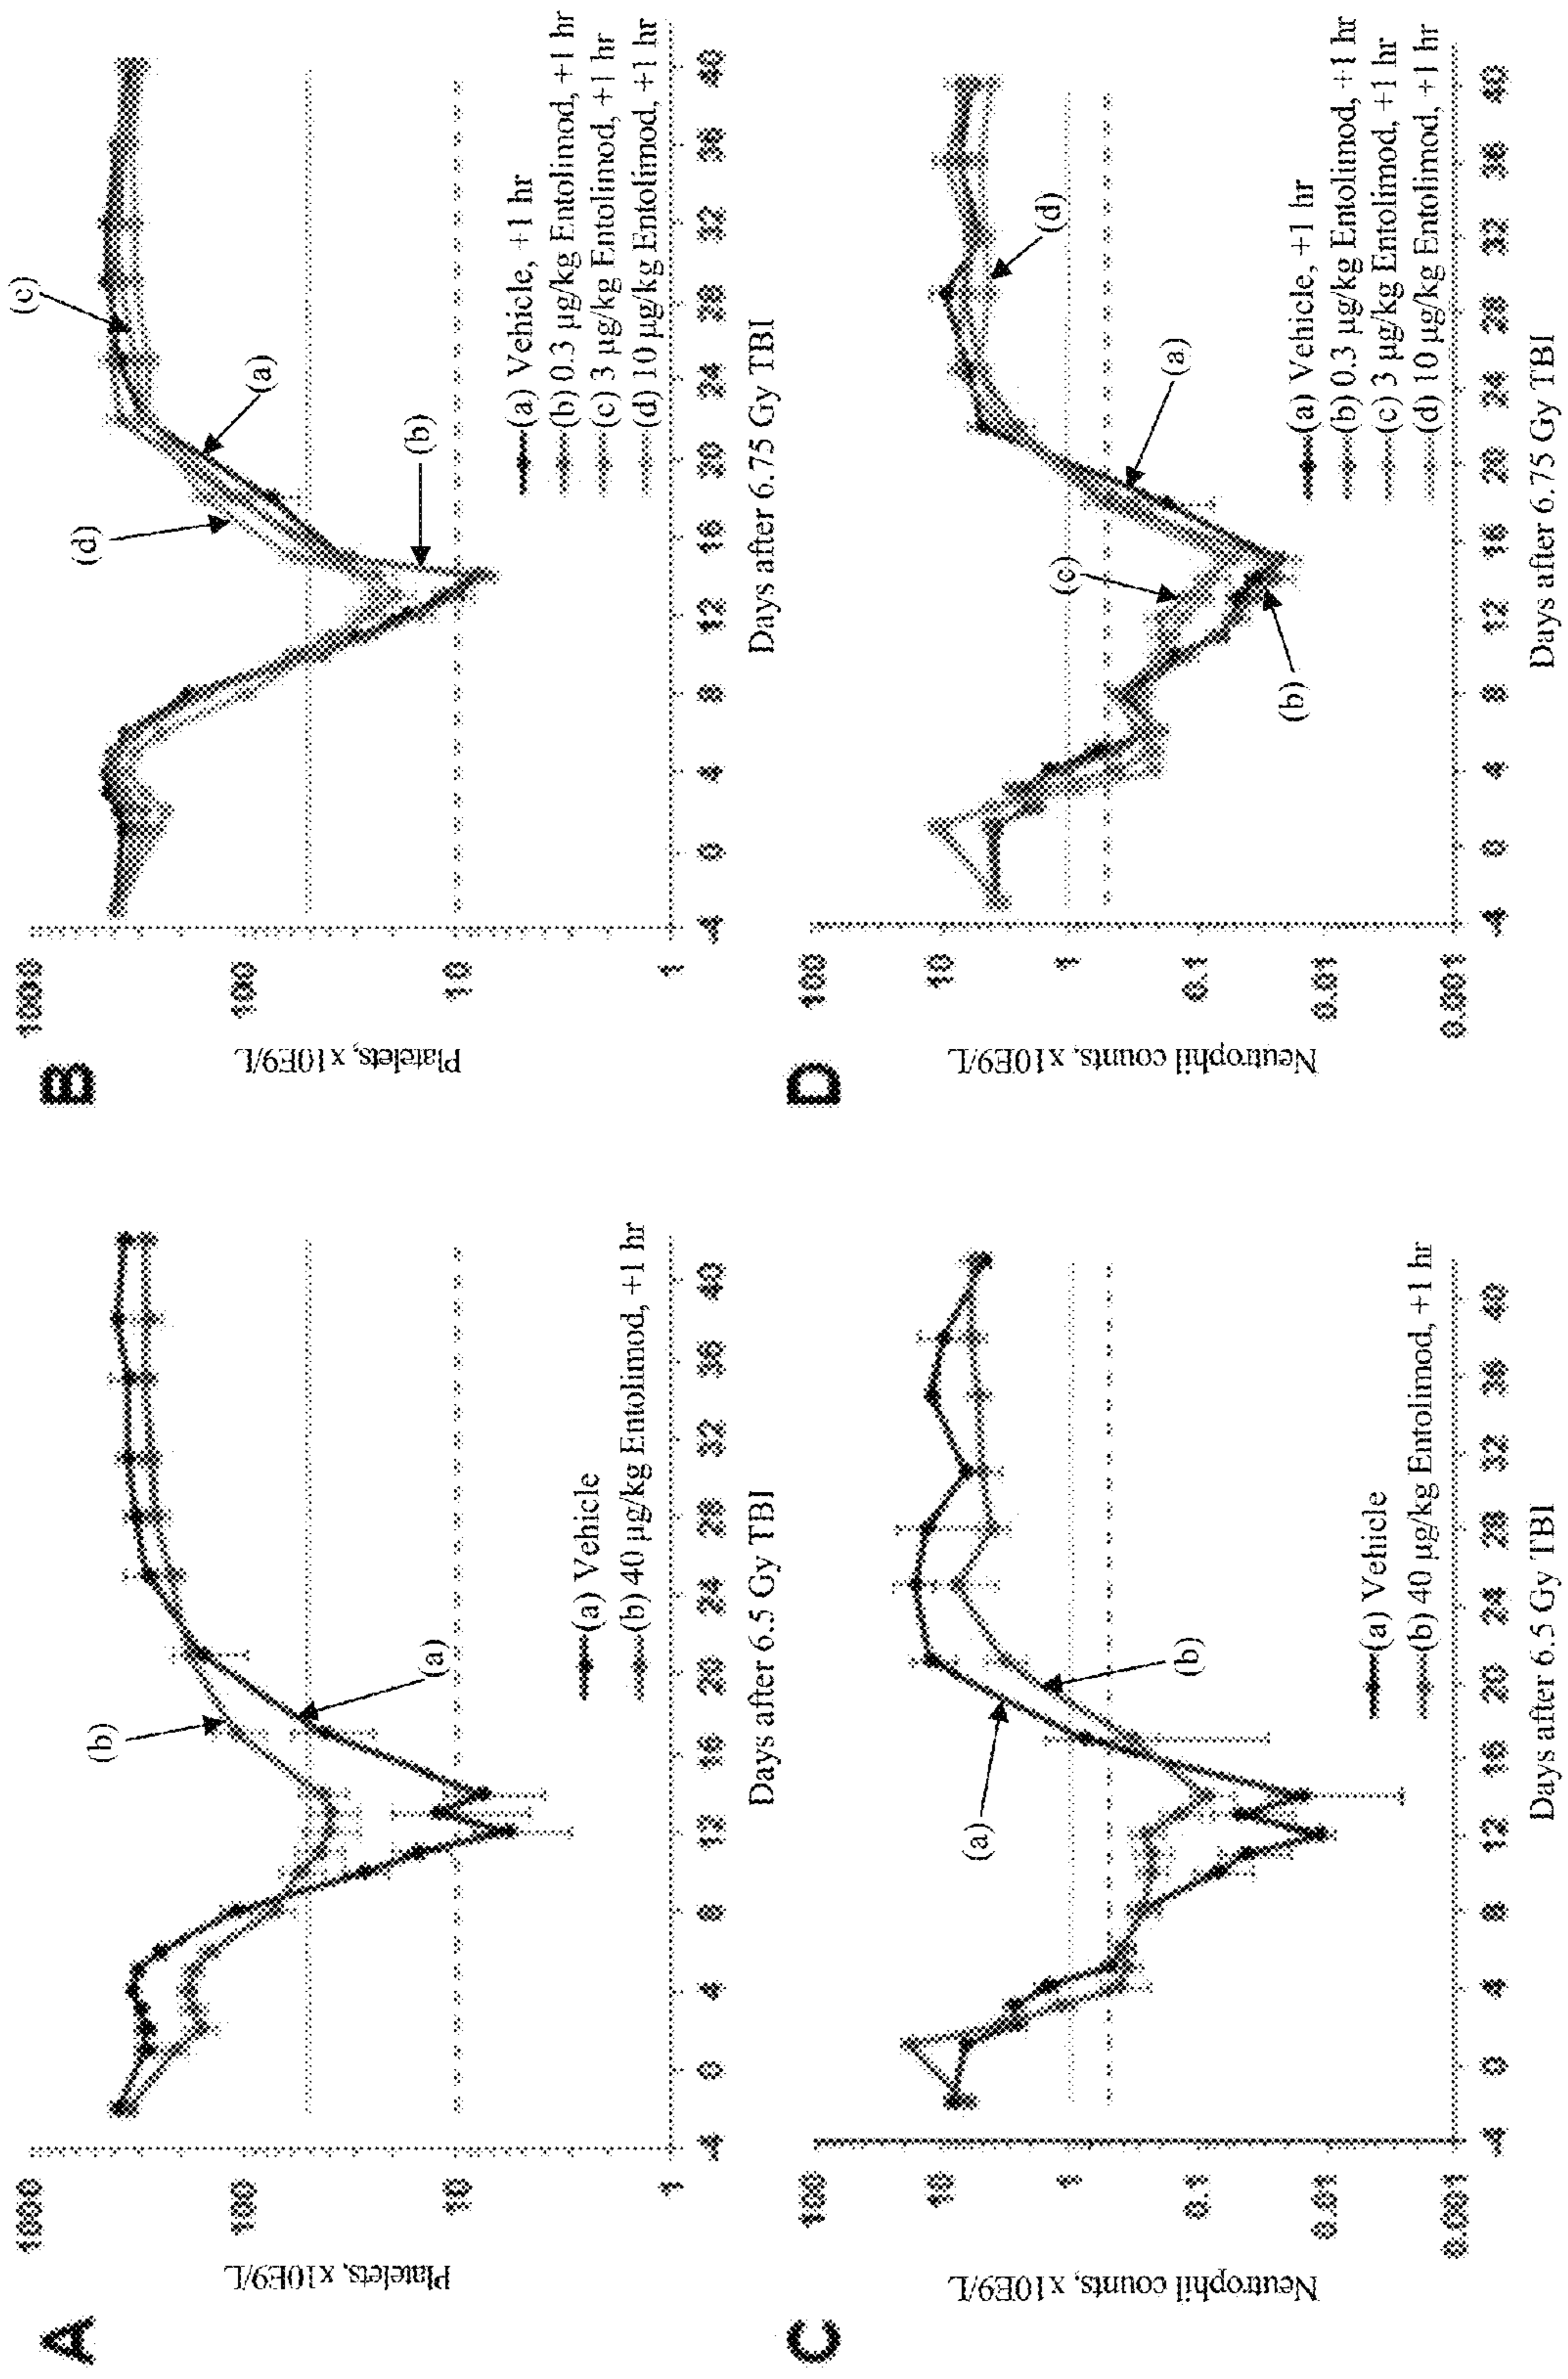 A
Platelets, x10E9/L
1000
100
10
1
-4 0 4 8 12 16 20 24 28 32 36 40
(b)
(a)
(a) Vehicle
(b) 40 µg/kg Entolimod, +1 hr
Days after 6.5 Gy TBI
B
Platelets, x10E9/L
1000
100
10
1
-4 0 4 8 12 16 20 24 28 32 36 40
(c)
(d)
(a)
(b)
(a) Vehicle, +1 hr
(b) 0.3 µg/kg Entolimod, +1 hr
(c) 3 µg/kg Entolimod, +1 hr
(d) 10 µg/kg Entolimod, +1 hr
Days after 6.75 Gy TBI
C
Neutrophil counts, x10E9/L
100
10
1
0.1
0.01
0.001
-4 0 4 8 12 16 20 24 28 32 36 40
(a)
(b)
(a) Vehicle
(b) 40 µg/kg Entolimod, +1 hr
Days after 6.5 Gy TBI
D
Neutrophil counts, x10E9/L
100
10
1
0.1
0.01
0.001
-4 0 4 8 12 16 20 24 28 32 36 40
(d)
(c)
(a)
(b)
(a) Vehicle, +1 hr
(b) 0.3 µg/kg Entolimod, +1 hr
(c) 3 µg/kg Entolimod, +1 hr
(d) 10 µg/kg Entolimod, +1 hr
Days after 6.75 Gy TBI